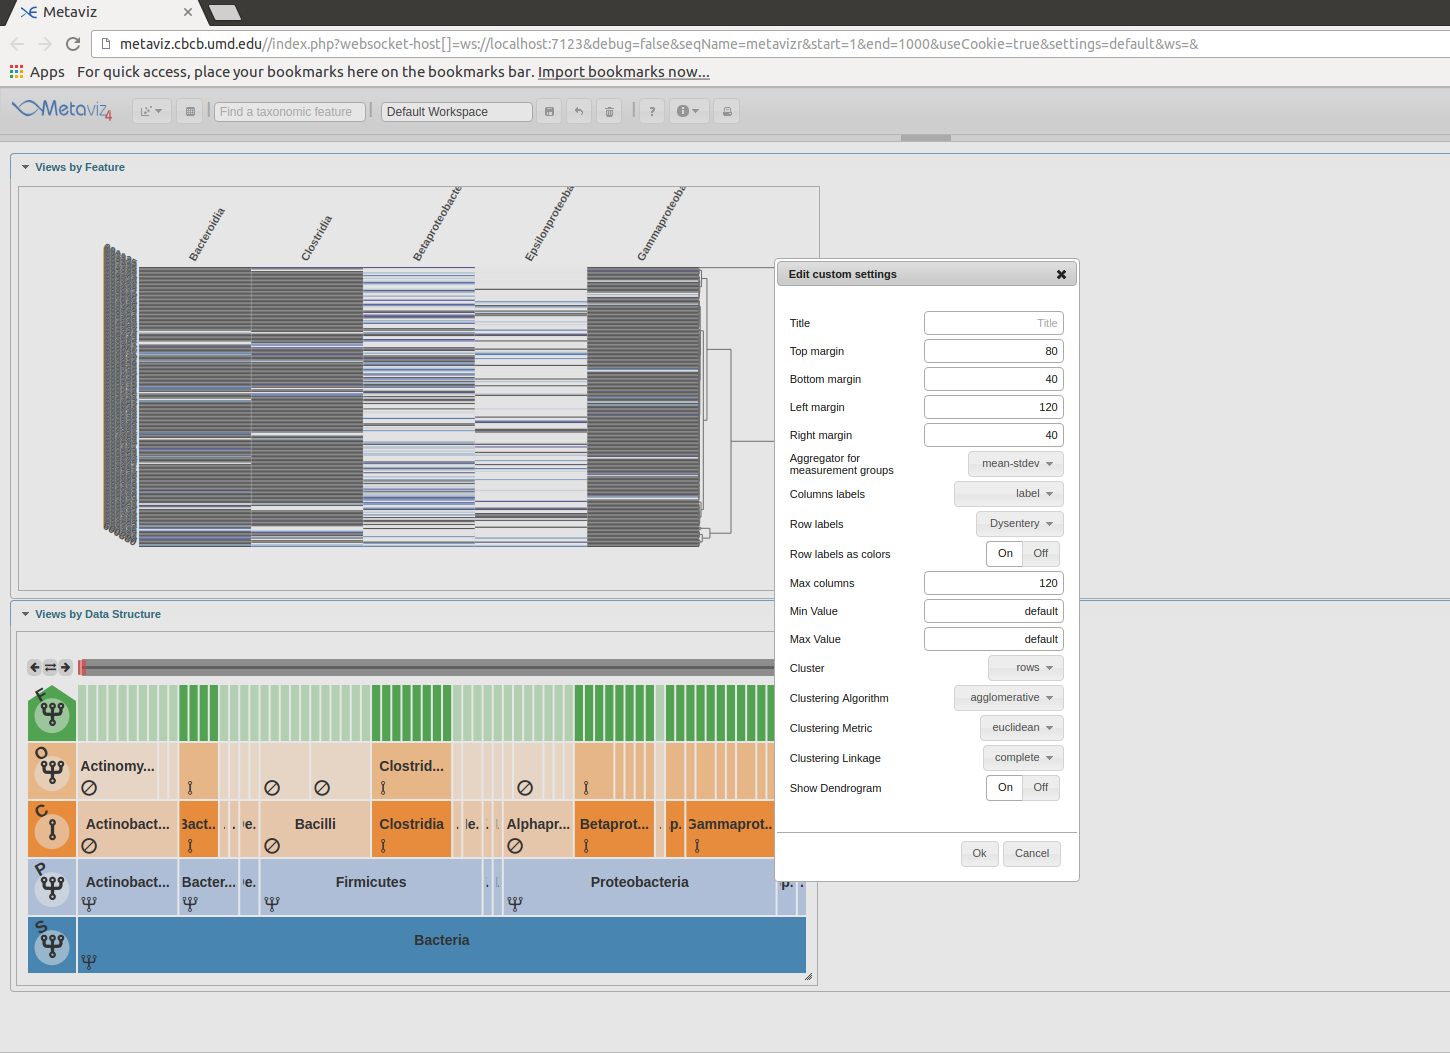 Metaviz
metaviz.cbcb.umd.edu//index.php?websocket-host[]=ws://localhost:7123&debug=false&seqName=metavizr&start=1&end=1000&useCookie=true&settings=default&ws=&
Apps For quick access, place your bookmarks here on the bookmarks bar. Import bookmarks now...
Metaviz 4 Find a taxonomic feature Default Workspace ?
Views by Feature
Bacteroidia
Clostridia
Betaproteobacte
Epsilonproteoba
Gammaproteoba
Edit custom settings
Title Title
Top margin 80
Bottom margin 40
Left margin 120
Right margin 40
Aggregator for
measurement groups mean-stdev
Columns labels label
Row labels Dysentery
Row labels as colors On Off
Max columns 120
Min Value default
Max Value default
Cluster rows
Clustering Algorithm agglomerative
Clustering Metric euclidean
Clustering Linkage complete
Show Dendrogram On Off
Ok Cancel
Views by Data Structure
F
O Actinomy... Clostrid...
C Actinobact... Bact... De. Bacilli Clostridia Alphapr... Betaprot... Gammaprot..
P Actinobact... Bacter... De. Firmicutes Proteobacteria
S Bacteria